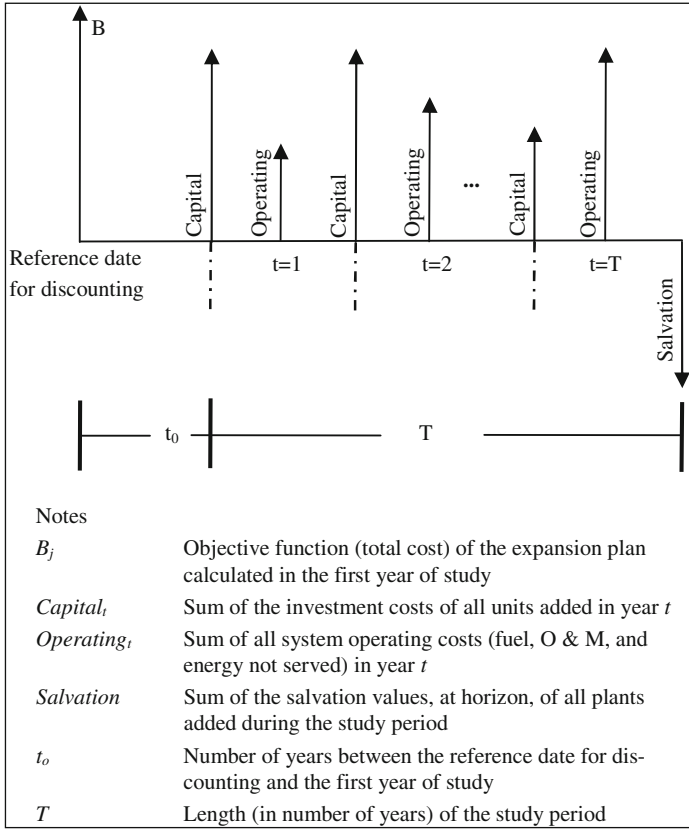 B
Capital
Operating
Capital
Operating
...
Capital
Operating
Reference date
for discounting
t=1
t=2
t=T
Salvation
t₀
T
Notes
B_j Objective function (total cost) of the expansion plan
calculated in the first year of study
Capital_t Sum of the investment costs of all units added in year t
Operating_t Sum of all system operating costs (fuel, O & M, and
energy not served) in year t
Salvation Sum of the salvation values, at horizon, of all plants
added during the study period
t_o Number of years between the reference date for dis-
counting and the first year of study
T Length (in number of years) of the study period